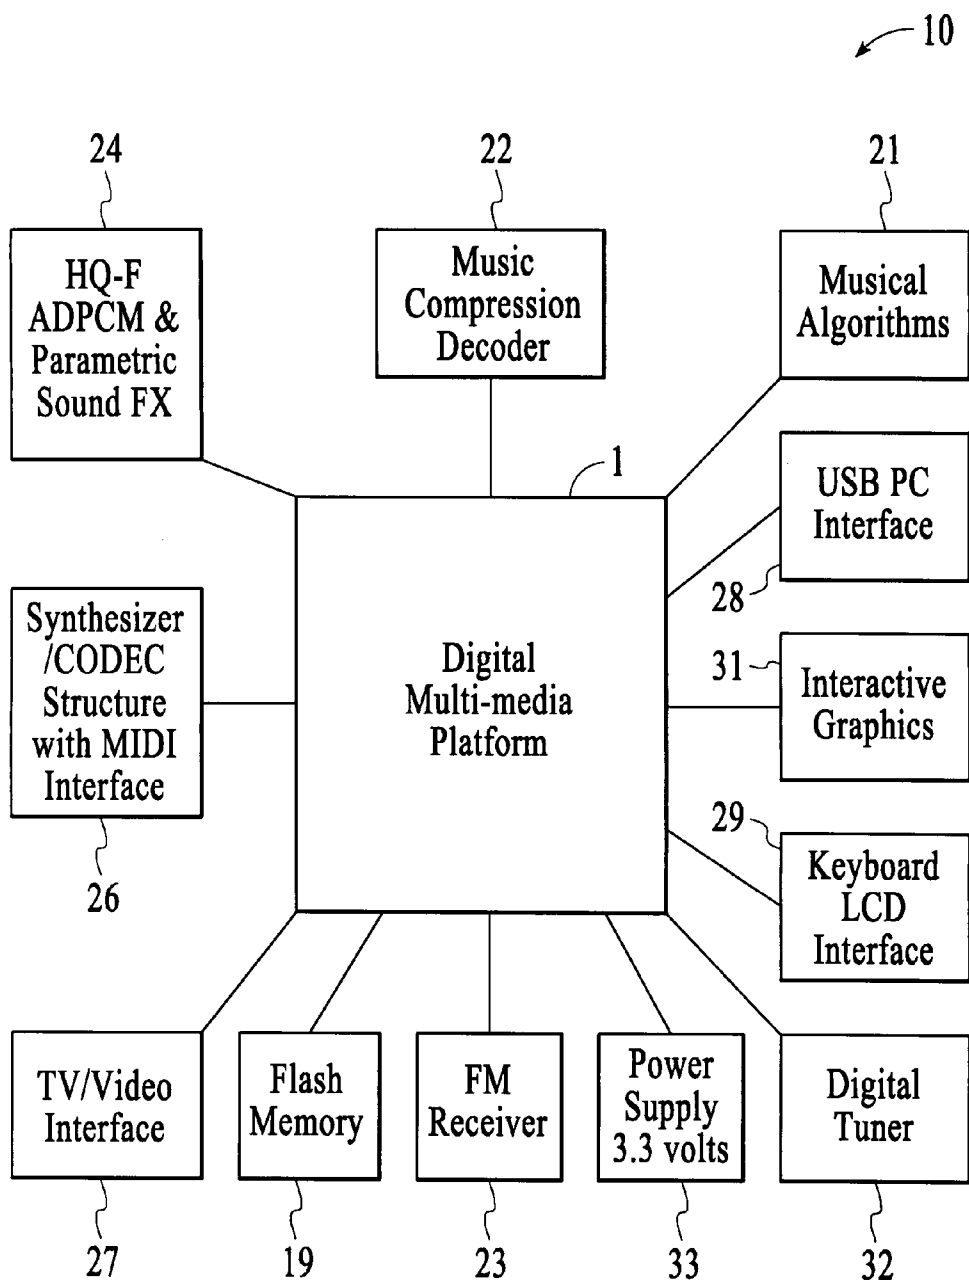 10
24
22
21
HQ-F
ADPCM &
Parametric
Sound FX
Music
Compression
Decoder
Musical
Algorithms
1
USB PC
Interface
28
Synthesizer
/CODEC
Structure
with MIDI
Interface
26
Digital
Multi-media
Platform
31
Interactive
Graphics
29
Keyboard
LCD
Interface
TV/Video
Interface
Flash
Memory
FM
Receiver
Power
Supply
3.3 volts
Digital
Tuner
27
19
23
33
32